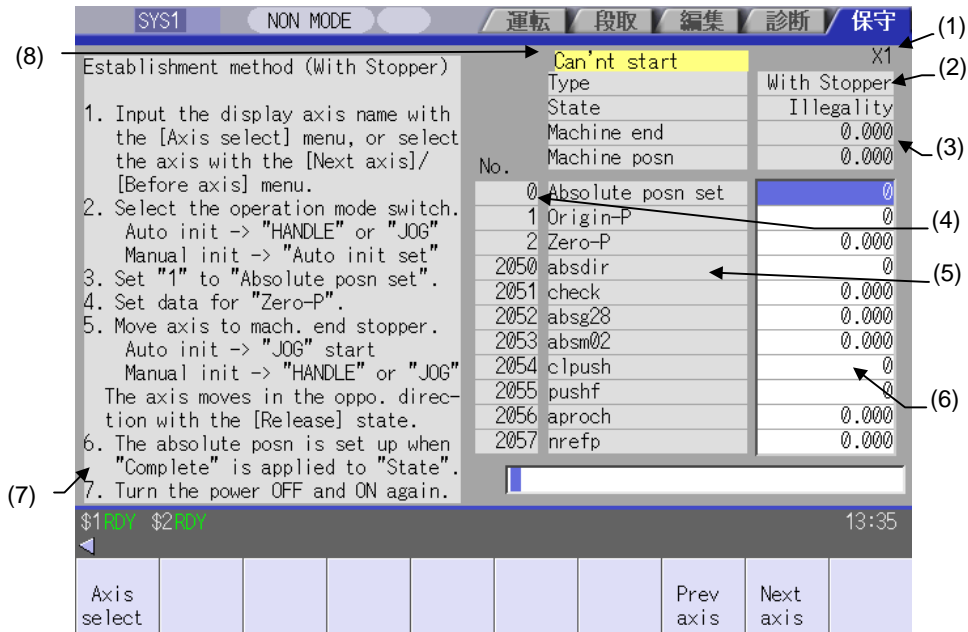 SYS1 NON MODE 運転 段取 編集 診断 保守
(1)
(8)
Establishment method (With Stopper)
1. Input the display axis name with
the [Axis select] menu, or select
the axis with the [Next axis]/
[Before axis] menu.
2. Select the operation mode switch.
Auto init -> "HANDLE" or "JOG"
Manual init -> "Auto init set"
3. Set "1" to "Absolute posn set".
4. Set data for "Zero-P".
5. Move axis to mach. end stopper.
Auto init -> "JOG" start
Manual init -> "HANDLE" or "JOG"
The axis moves in the oppo. direc-
tion with the [Release] state.
6. The absolute posn is set up when
"Complete" is applied to "State".
7. Turn the power OFF and ON again.
(7)
Can'nt start X1
Type With Stopper
(2)
State Illegality
Machine end 0.000
(3)
Machine posn 0.000
No.
0 Absolute posn set 0
1 Origin-P 0
(4)
2 Zero-P 0.000
2050 absdir 0
(5)
2051 check 0.000
2052 absg28 0.000
2053 absm02 0.000
2054 clpush 0
2055 pushf 0
(6)
2056 aproch 0.000
2057 nrefp 0.000
$1 RDY $2 RDY 13:35
Axis
select
Prev
axis
Next
axis